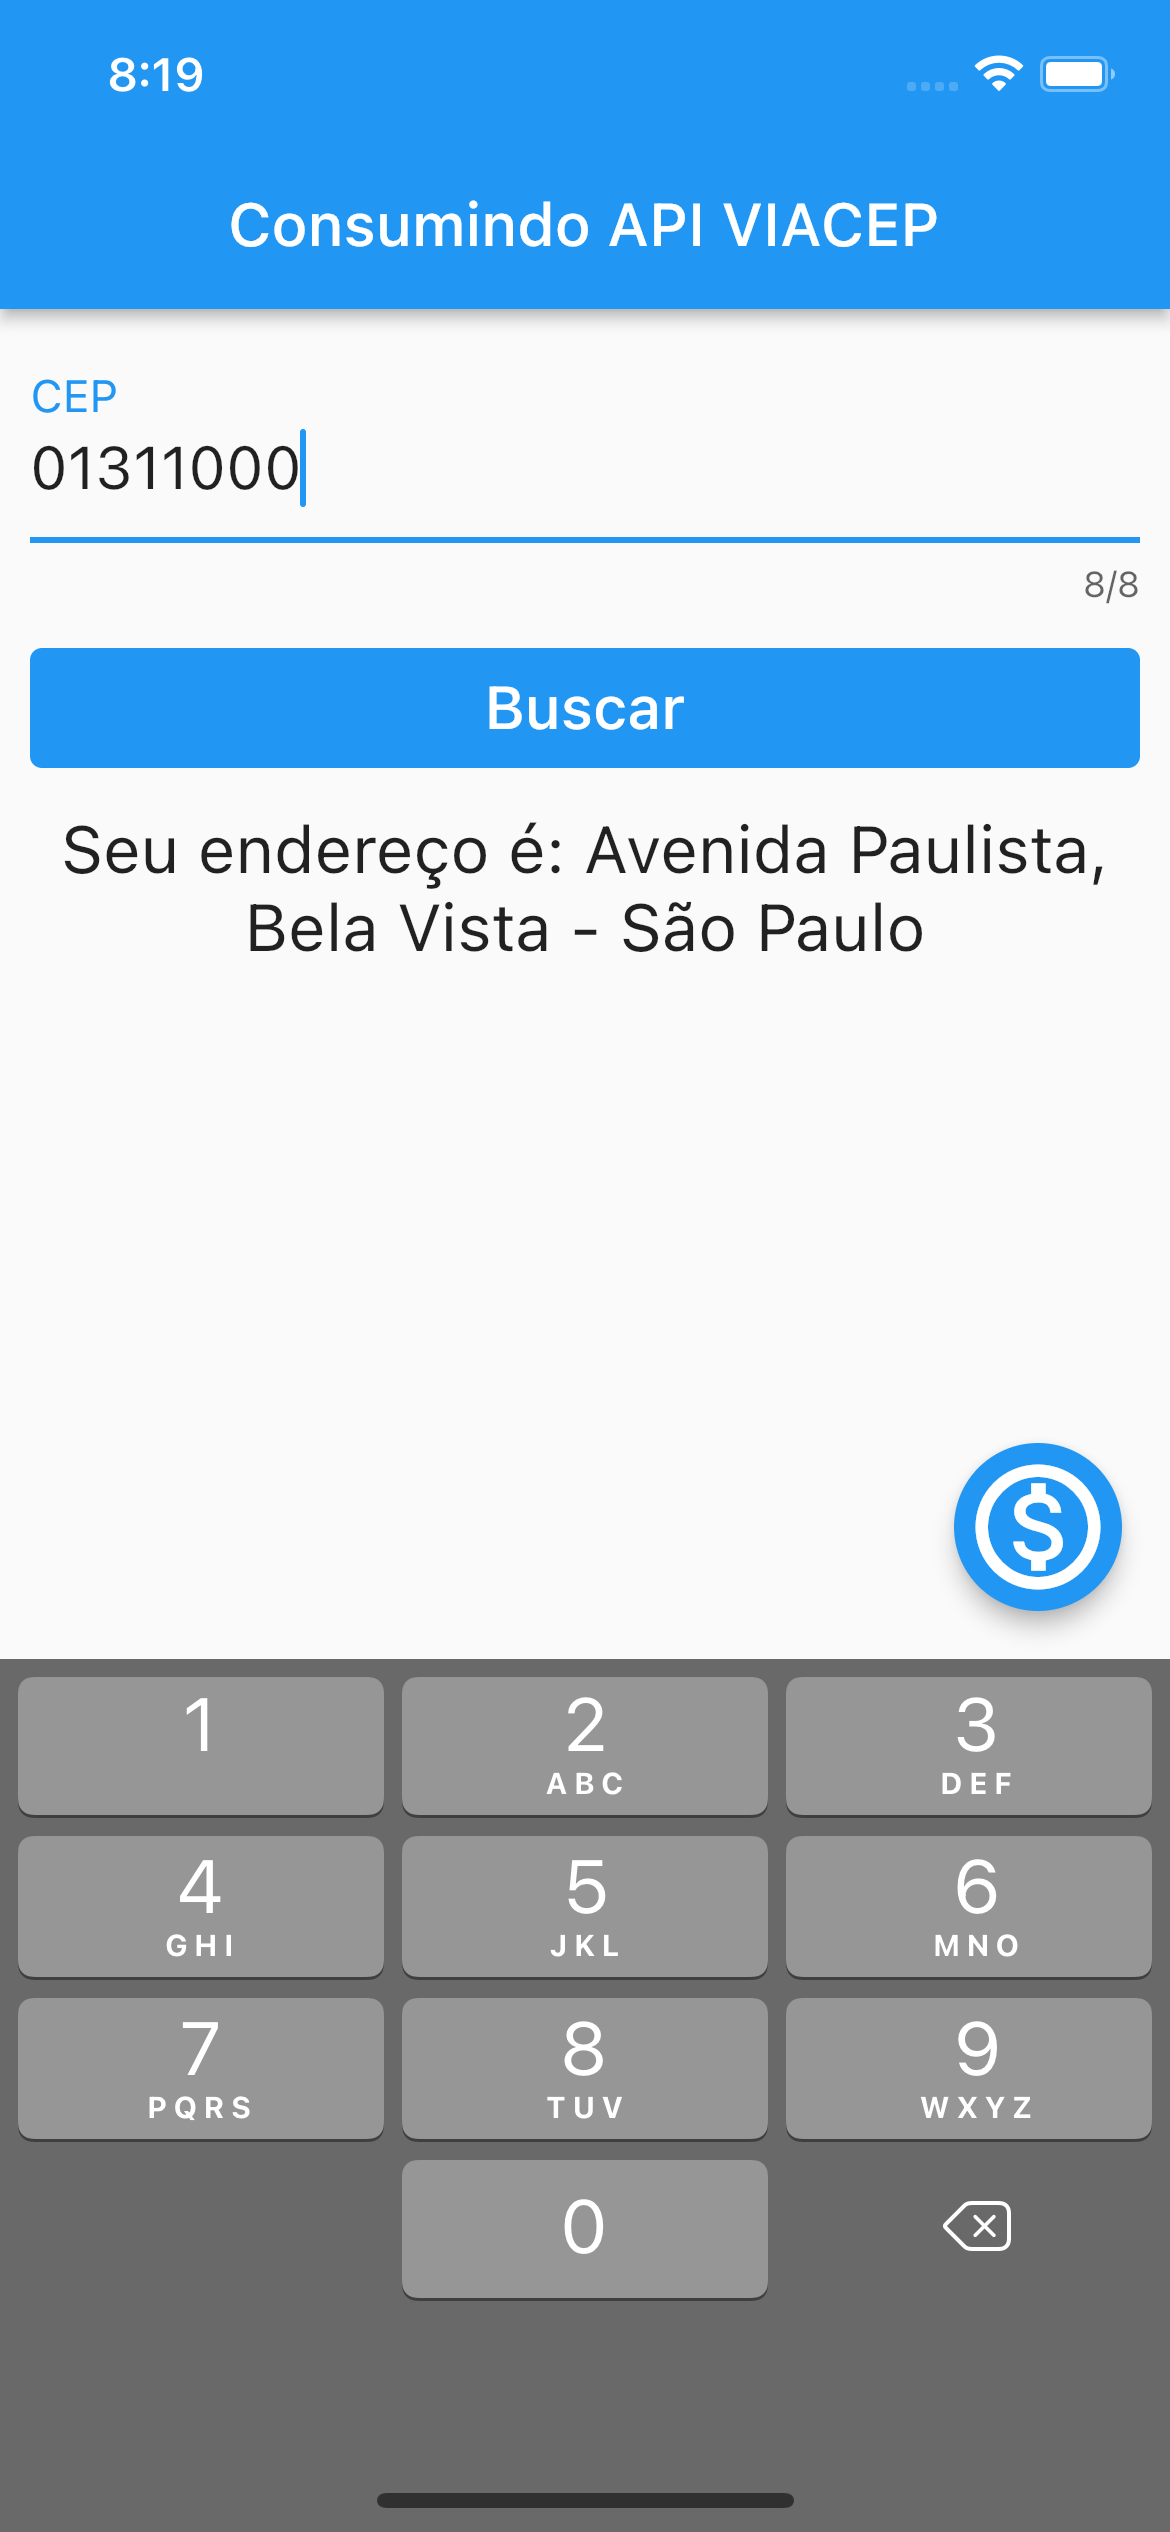 8:19
Consumindo API VIACEP
CEP
01311000
8/8
Buscar
Seu endereço é: Avenida Paulista,
Bela Vista - São Paulo
$
1 2 3
ABC DEF
4 5 6
GHI JKL MNO
7 8 9
PQRS TUV WXYZ
0